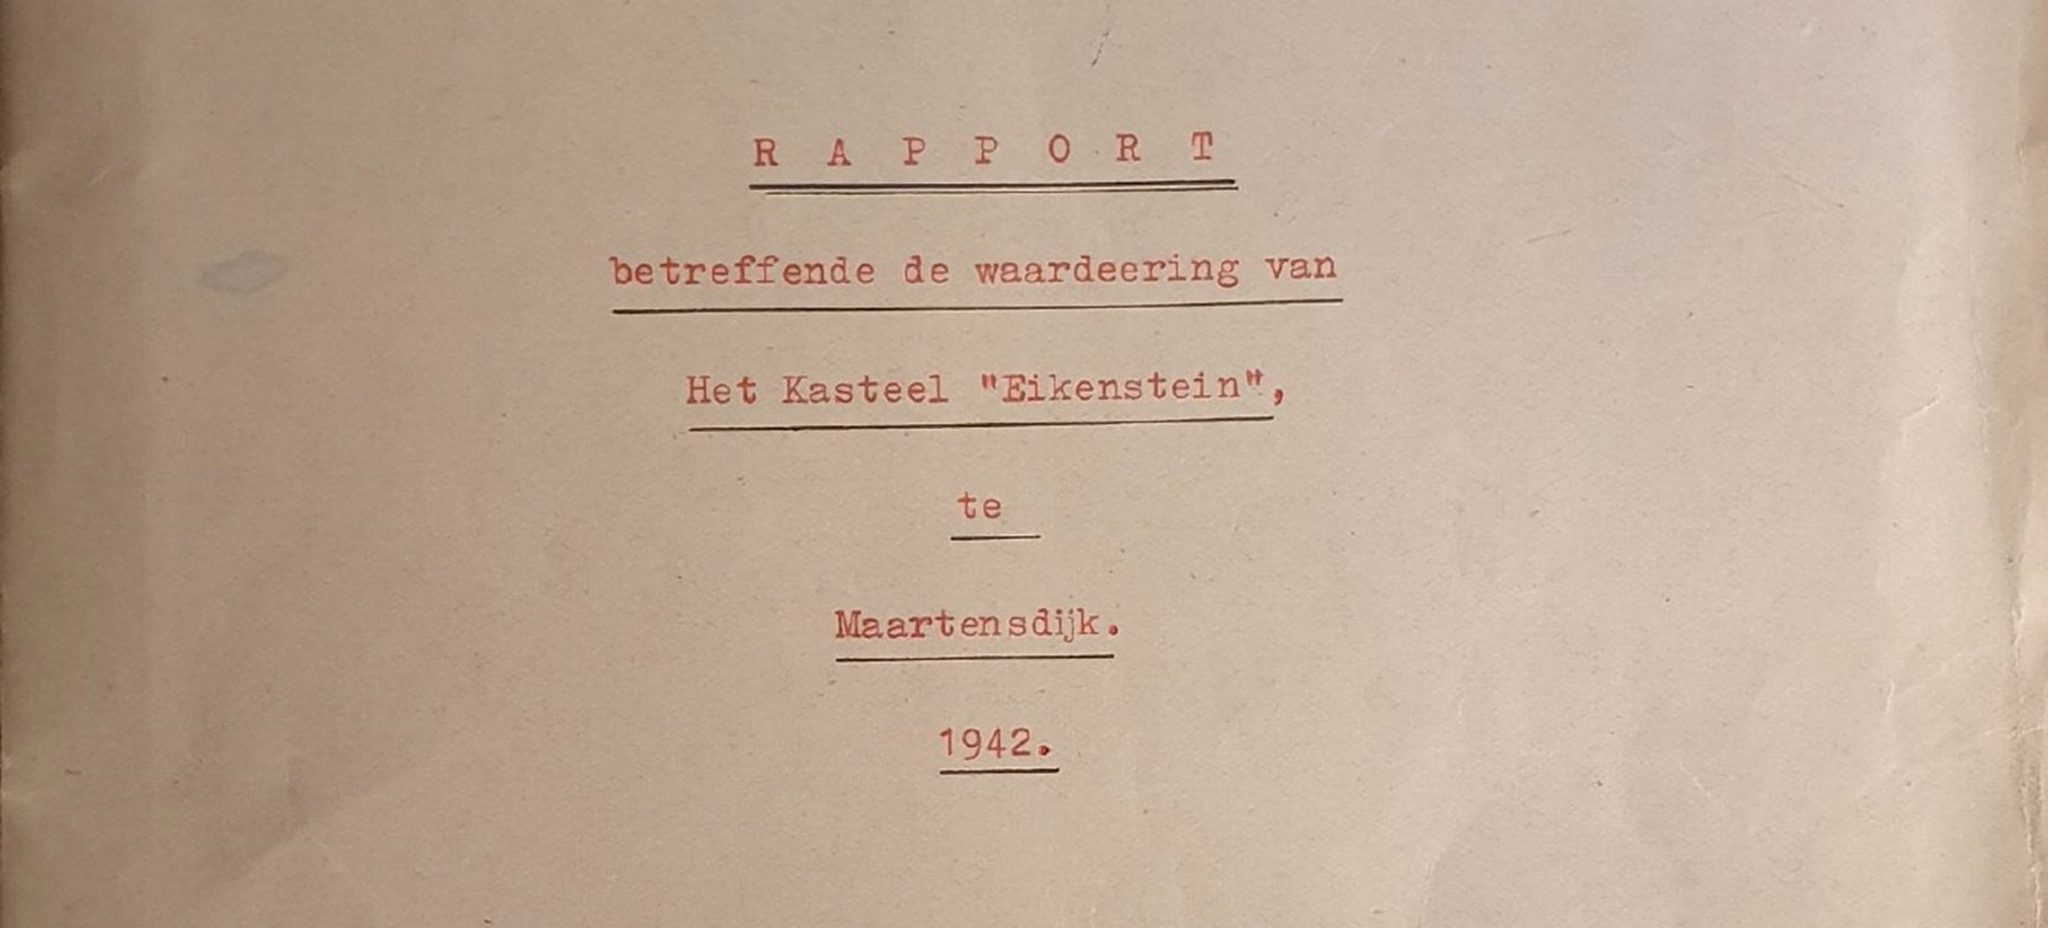 R A P P O R T
betreffende de waardeering van
Het Kasteel "Eikenstein",
te
Maartensdijk.
1942.